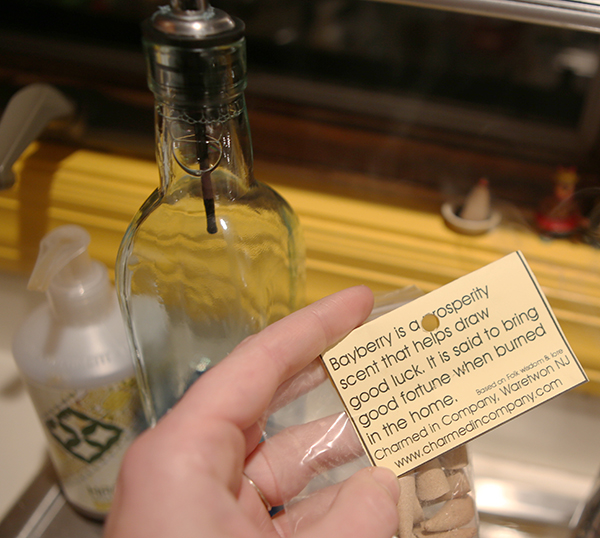 Bayberry is a prosperity
scent that helps draw
good luck. It is said to bring
good fortune when burned
in the home.
Based on Folk wisdom & lore
Charmed in Company, Waretwon NJ
www.charmedincompany.com